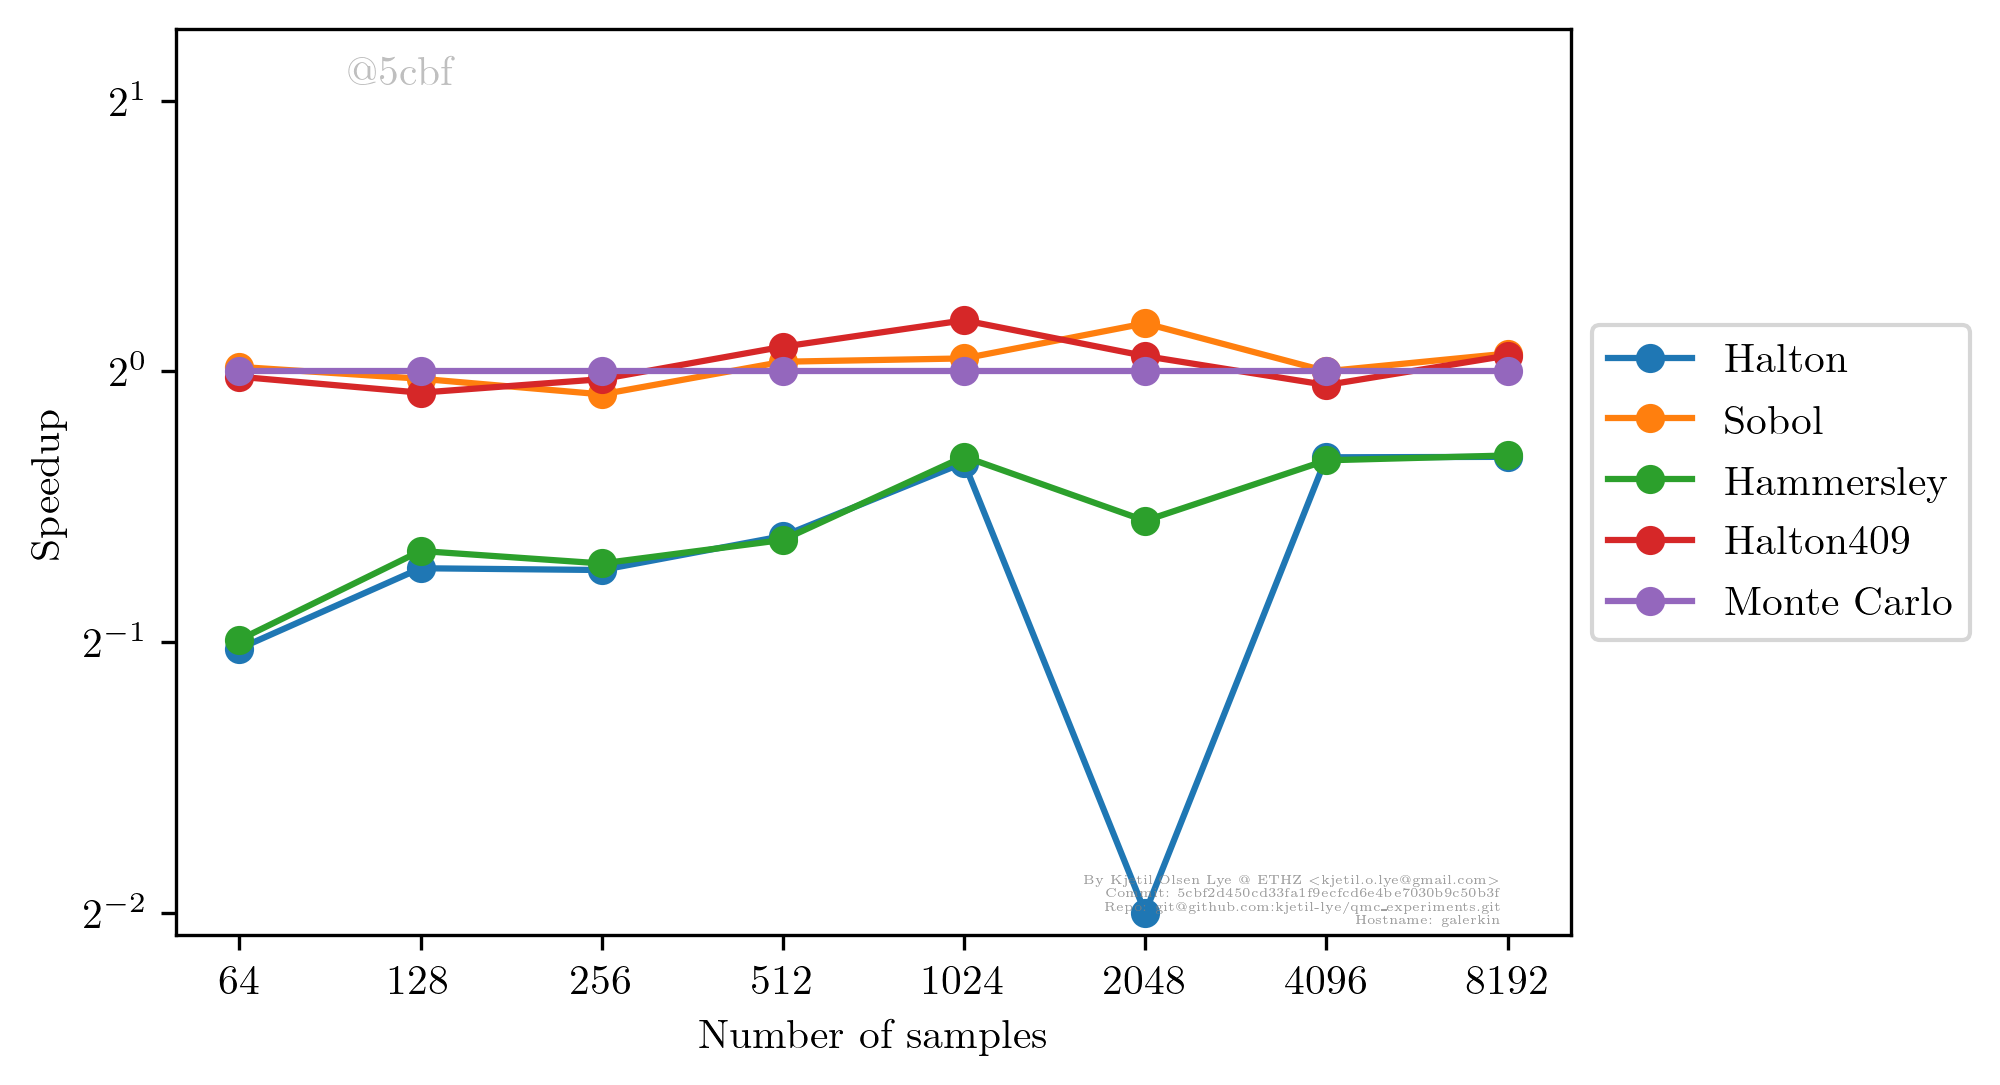 @5cbf
2^1
2^0
2^-1
2^-2
Speedup
64 128 256 512 1024 2048 4096 8192
Number of samples
Halton
Sobol
Hammersley
Halton409
Monte Carlo
By Kjetil Olsen Lye @ ETHZ <kjetil.o.lye@gmail.com>
Commit: 5cbf2d450cd33fa1f9ecfcd6e4be7030b9c50b3f
Repo: git@github.com:kjetil-lye/qmc_experiments.git
Hostname: galerkin